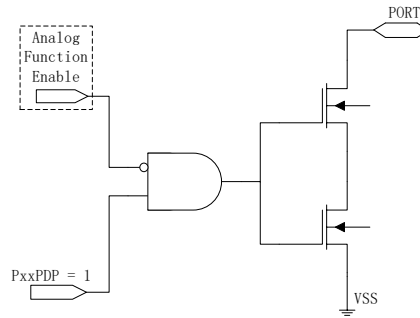 PORT
Analog
Function
Enable
PxxPDP = 1
VSS